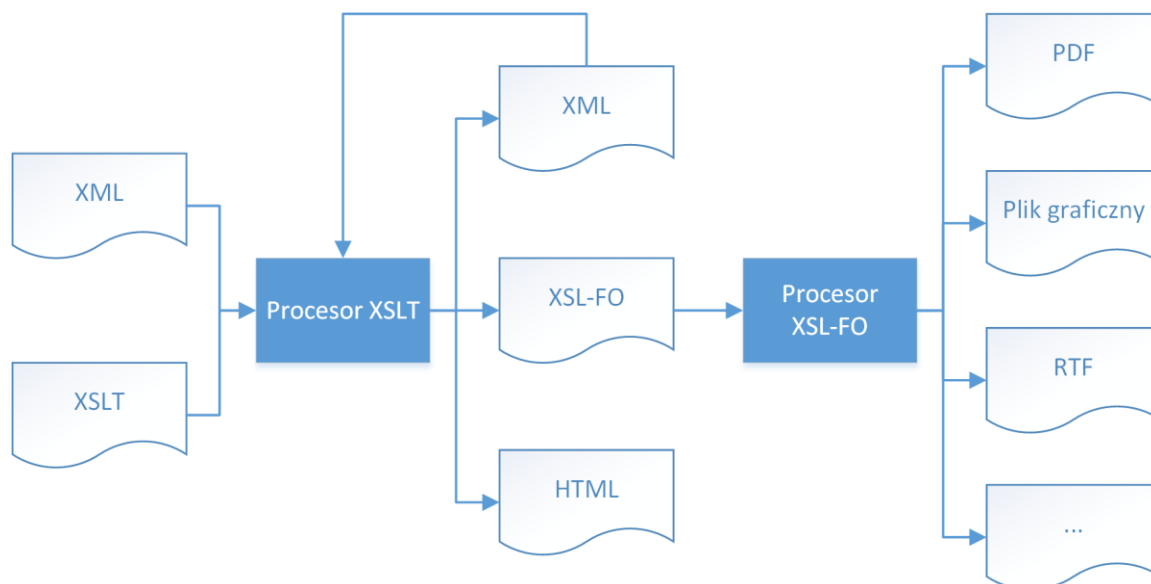 XML
XSLT
Procesor XSLT
XML
XSL-FO
HTML
Procesor
XSL-FO
PDF
Plik graficzny
RTF
...